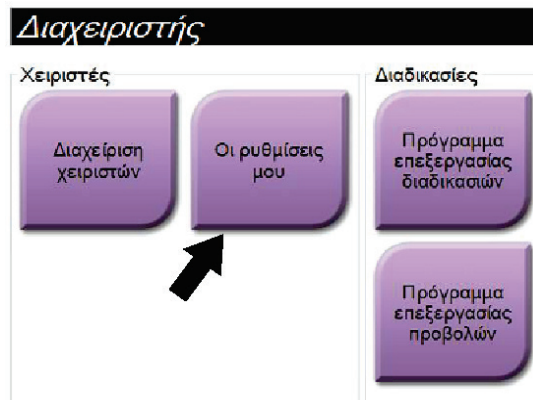 Διαχειριστής
Χειριστές
Διαχείριση
χειριστών
Οι ρυθμίσεις
μου
Διαδικασίες
Πρόγραμμα
επεξεργασίας
διαδικασιών
Πρόγραμμα
επεξεργασίας
προβολών